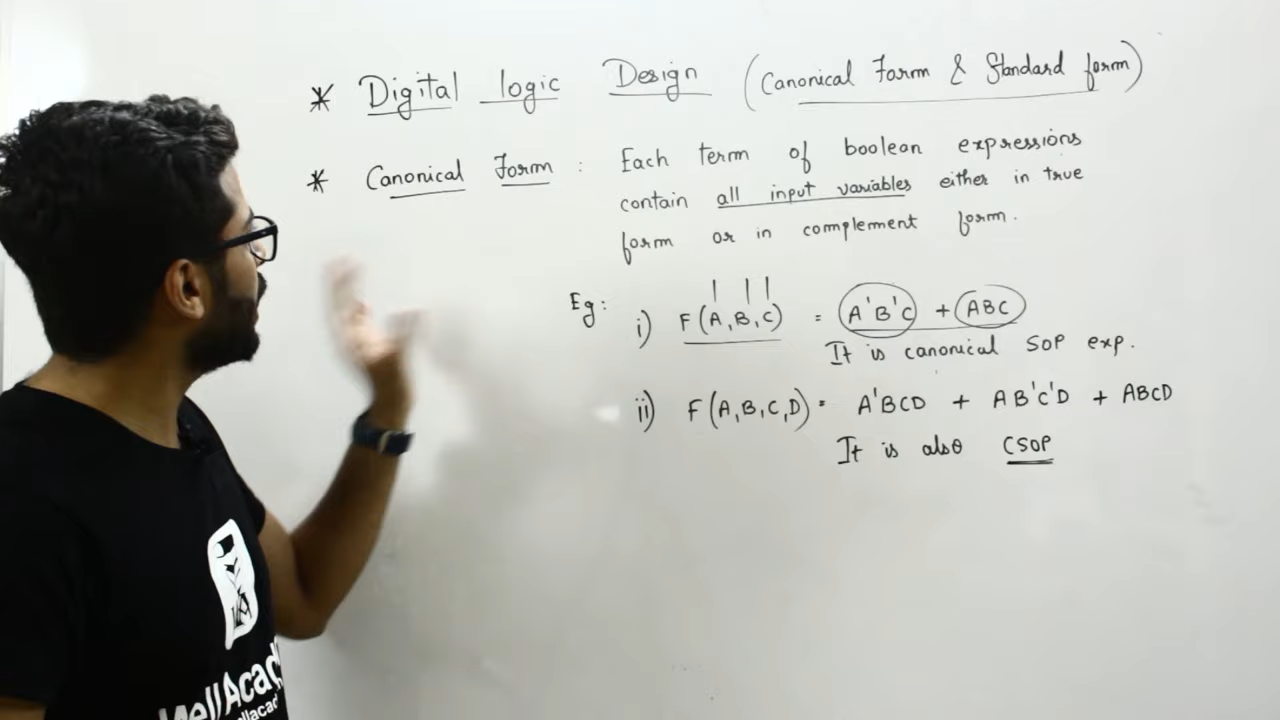 * Digital logic Design (Canonical Form & Standard form)
* Canonical Form : Each term of boolean expressions
contain all input variables either in true
form or in complement form.
Eg: i) F(A,B,C) = A'B'C + ABC
It is canonical SOP exp.
ii) F(A,B,C,D) = A'BCD + AB'C'D + ABCD
It is also CSOP